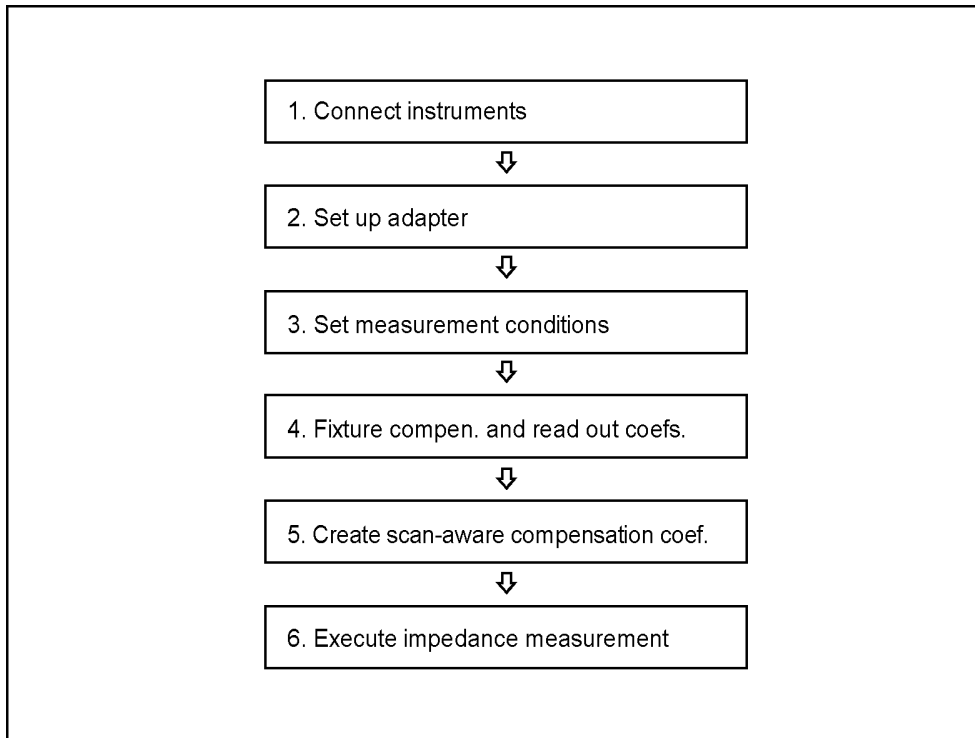 1. Connect instruments
2. Set up adapter
3. Set measurement conditions
4. Fixture compen. and read out coefs.
5. Create scan-aware compensation coef.
6. Execute impedance measurement